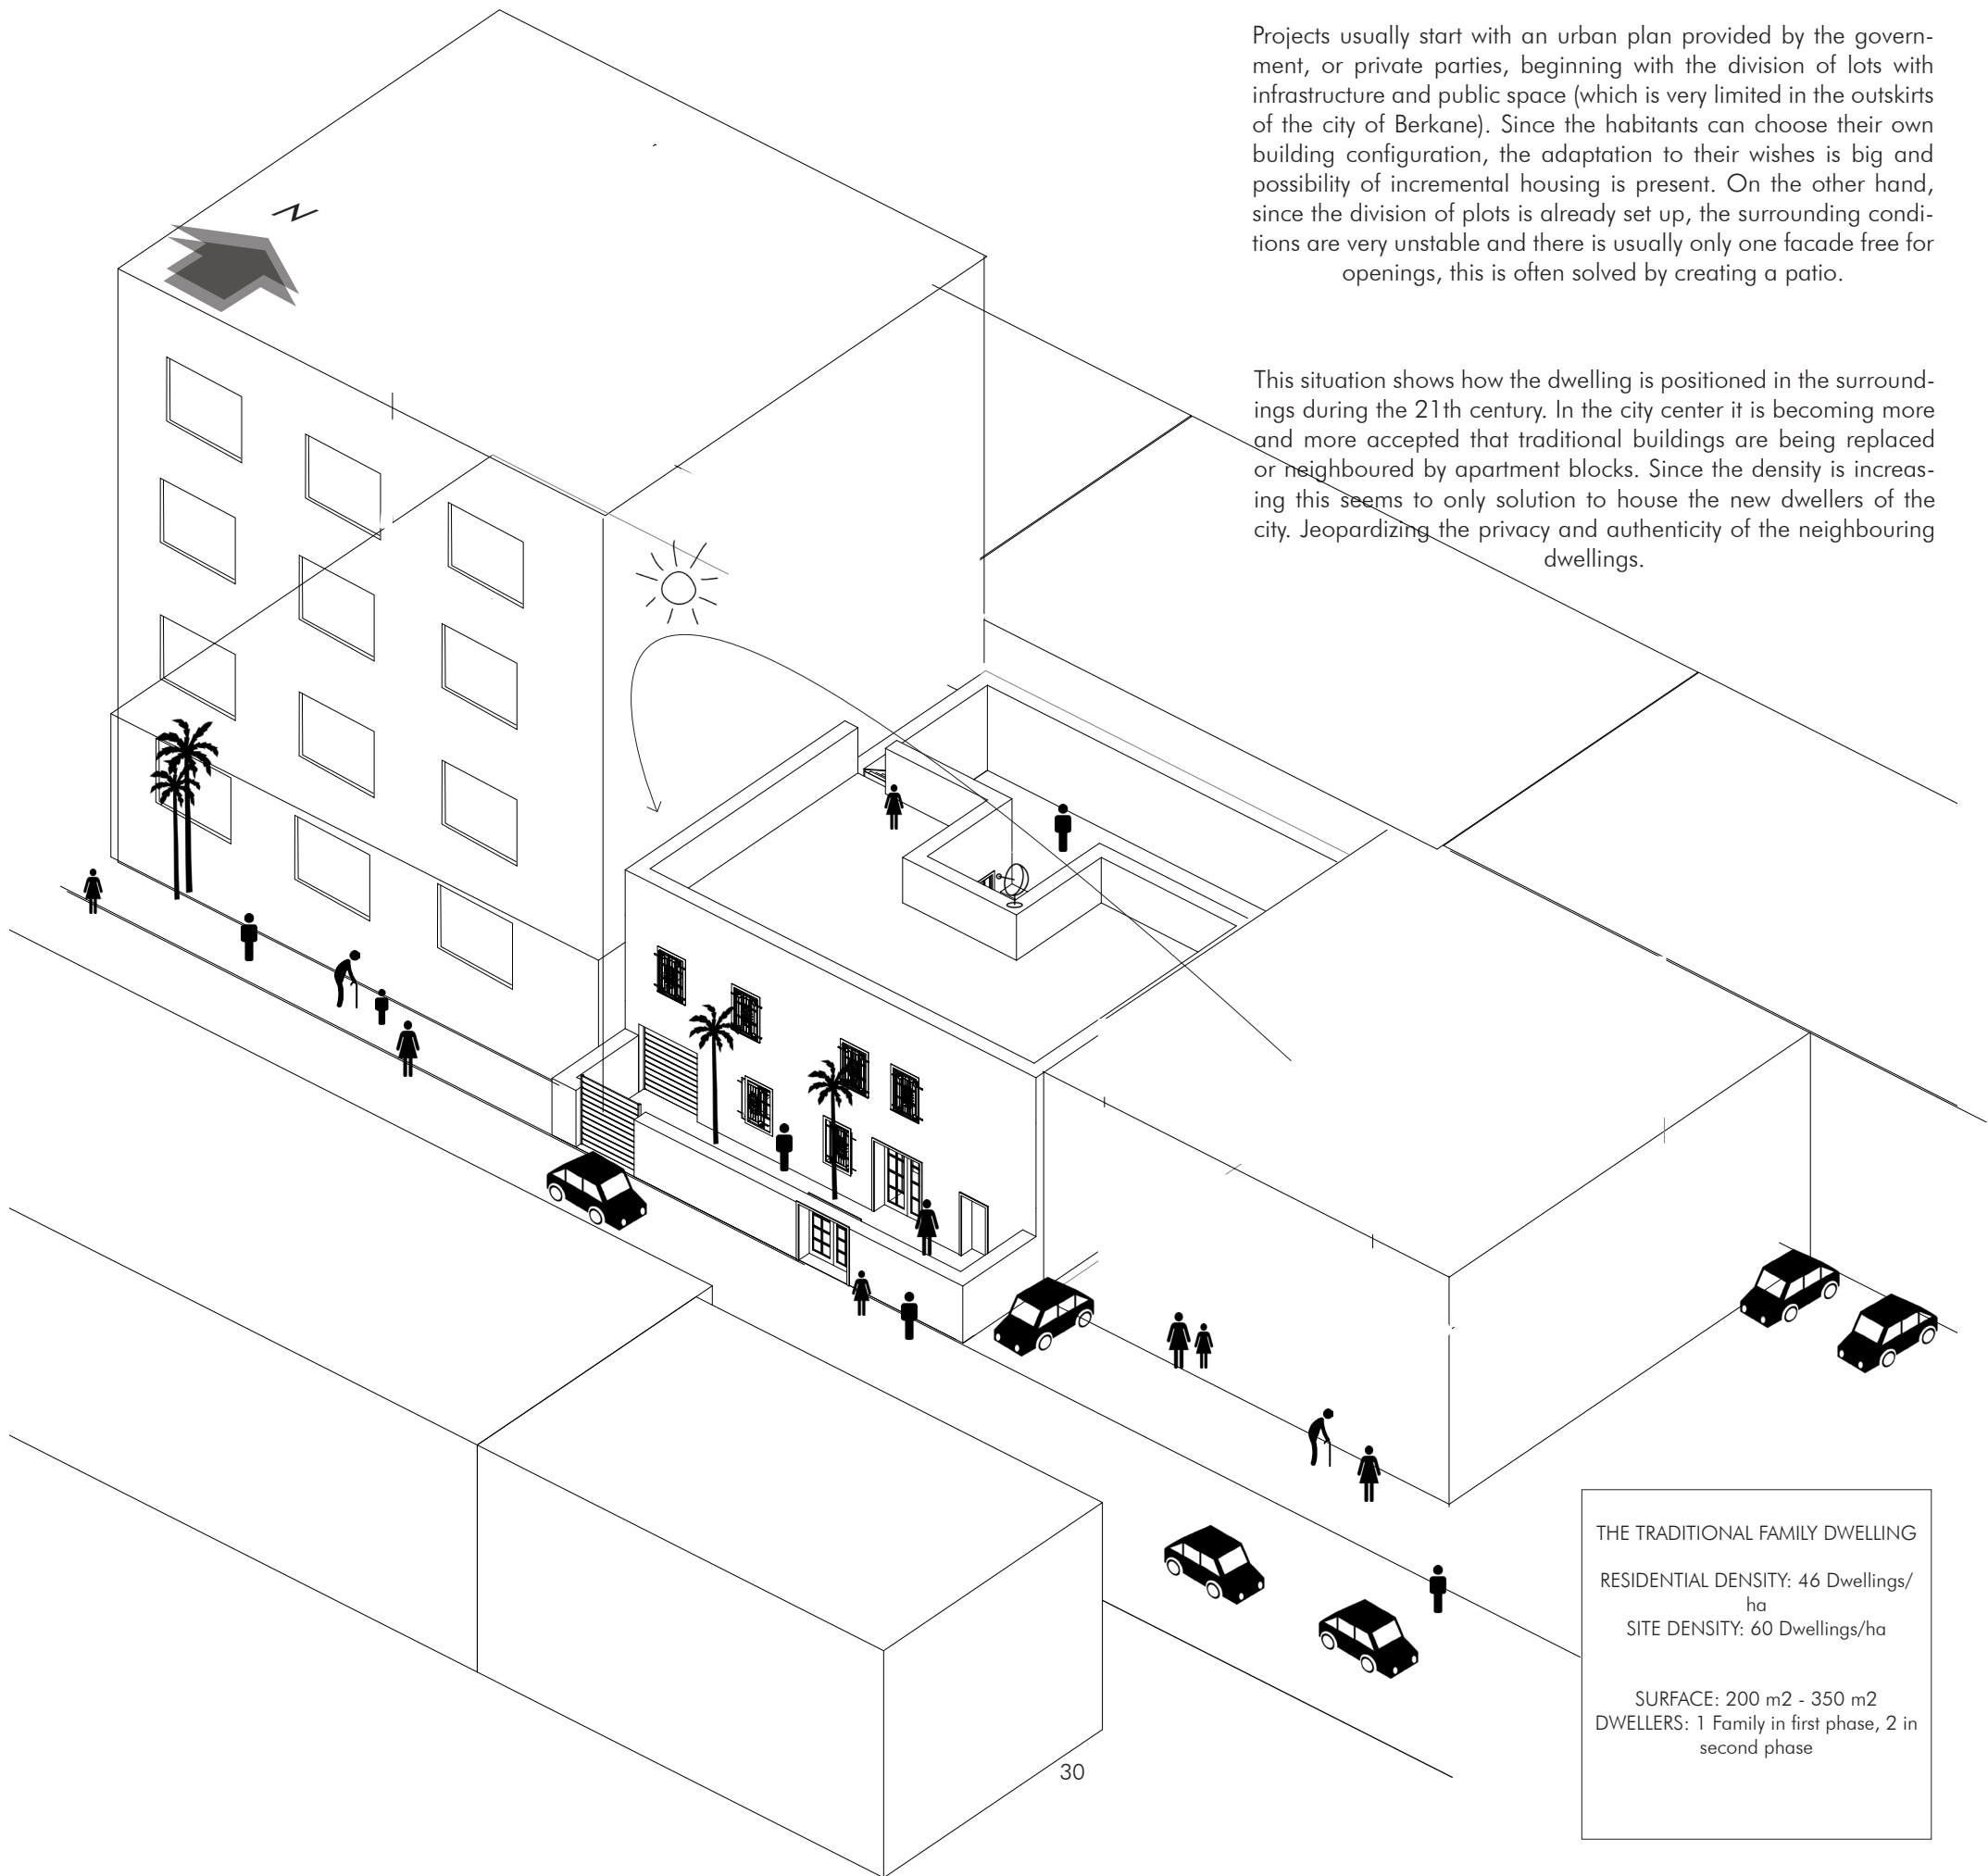 Projects usually start with an urban plan provided by the govern-
ment, or private parties, beginning with the division of lots with
infrastructure and public space (which is very limited in the outskirts
of the city of Berkane). Since the habitants can choose their own
building configuration, the adaptation to their wishes is big and
possibility of incremental housing is present. On the other hand,
since the division of plots is already set up, the surrounding condi-
tions are very unstable and there is usually only one facade free for
openings, this is often solved by creating a patio.
N
This situation shows how the dwelling is positioned in the surround-
ings during the 21th century. In the city center it is becoming more
and more accepted that traditional buildings are being replaced
or neighboured by apartment blocks. Since the density is increas-
ing this seems to only solution to house the new dwellers of the
city. Jeopardizing the privacy and authenticity of the neighbouring
dwellings.
THE TRADITIONAL FAMILY DWELLING
RESIDENTIAL DENSITY: 46 Dwellings/
ha
SITE DENSITY: 60 Dwellings/ha
SURFACE: 200 m2 - 350 m2
DWELLERS: 1 Family in first phase, 2 in
second phase
30